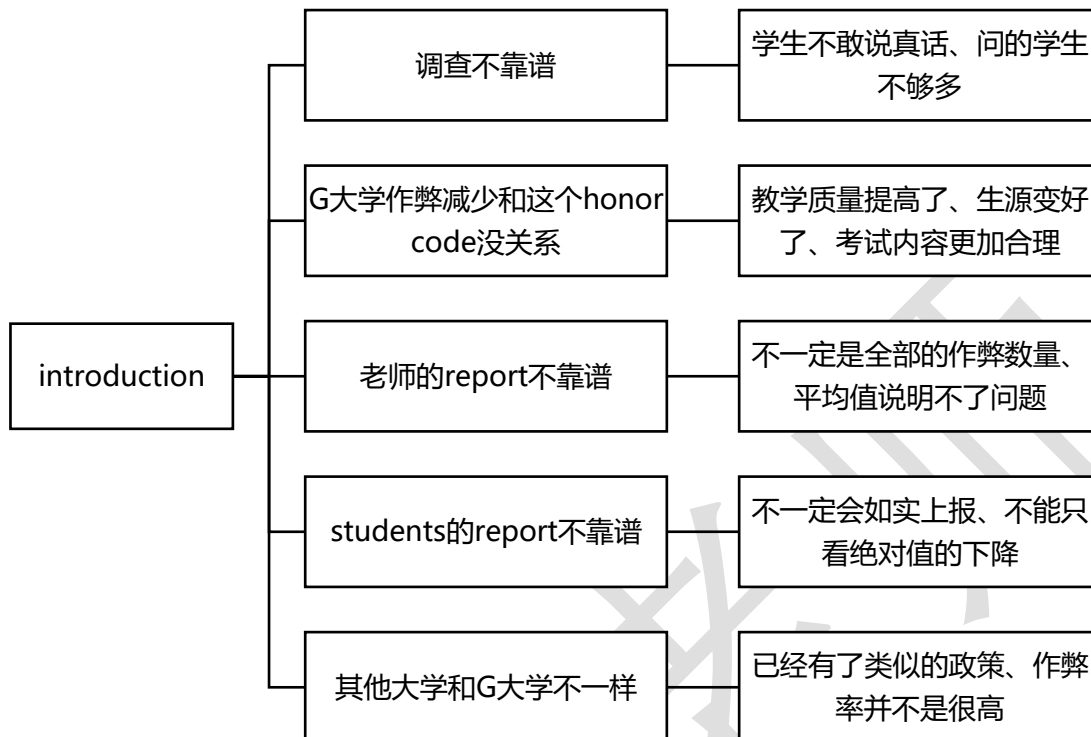 调查不靠谱
学生不敢说真话、问的学生
不够多
G大学作弊减少和这个honor
code没关系
教学质量提高了、生源变好
了、考试内容更加合理
introduction
老师的report不靠谱
不一定是全部的作弊数量、
平均值说明不了问题
students的report不靠谱
不一定会如实上报、不能只
看绝对值的下降
其他大学和G大学不一样
已经有了类似的政策、作弊
率并不是很高